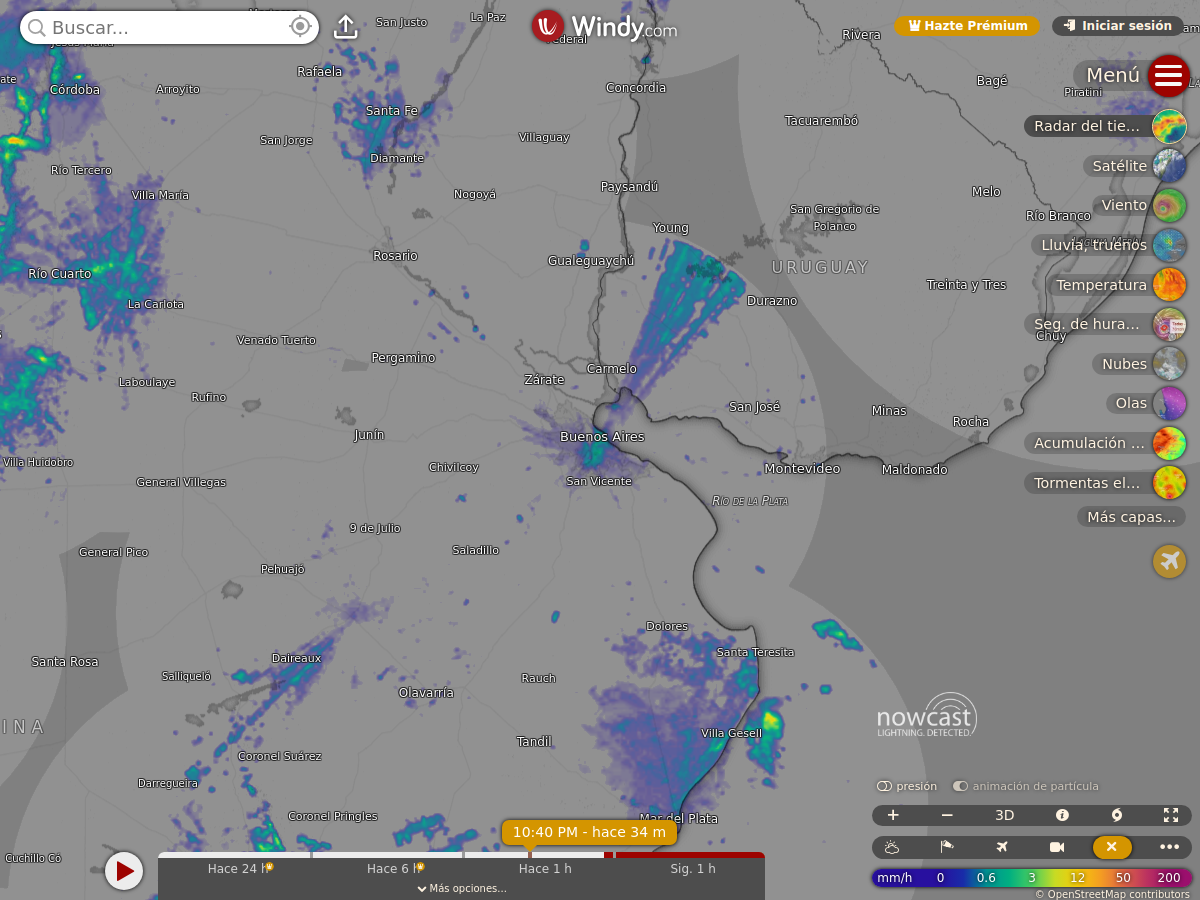 Buscar...
San Justo
La Paz
Windy.com
Federal
Rivera
Hazte Prémium
Iniciar sesión
Jesús María
Rafaela
Menú
Córdoba
Arroyito
Concordia
Bagé
Piratini
Santa Fe
Tacuarembó
Radar del tie...
San Jorge
Villaguay
Diamante
Satélite
Río Tercero
Villa María
Nogoyá
Paysandú
Melo
Viento
San Gregorio de
Polanco
Río Branco
Young
Lluvia, truenos
Rosario
Gualeguaychú
URUGUAY
Río Cuarto
Treinta y Tres
Temperatura
La Carlota
Durazno
Seg. de hura...
Chuy
Venado Tuerto
Pergamino
Nubes
Carmelo
Zárate
Laboulaye
Rufino
San José
Minas
Olas
Rocha
Junín
Buenos Aires
Acumulación ...
Villa Huidobro
Chivilcoy
Montevideo
Maldonado
General Villegas
San Vicente
Tormentas el...
Río de la Plata
Más capas...
9 de Julio
General Pico
Saladillo
Pehuajó
Dolores
Santa Teresita
Santa Rosa
Daireaux
Salliqueló
Rauch
Olavarría
INA
nowcast
LIGHTNING. DETECTED.
Villa Gesell
Tandil
Coronel Suárez
Darregueira
presión
animación de partícula
Coronel Pringles
Mar del Plata
+
−
3D
10:40 PM - hace 34 m
Cuchillo Có
Hace 24 h
Hace 6 h
Hace 1 h
Sig. 1 h
mm/h
0
0.6
3
12
50
200
Más opciones...
© OpenStreetMap contributors